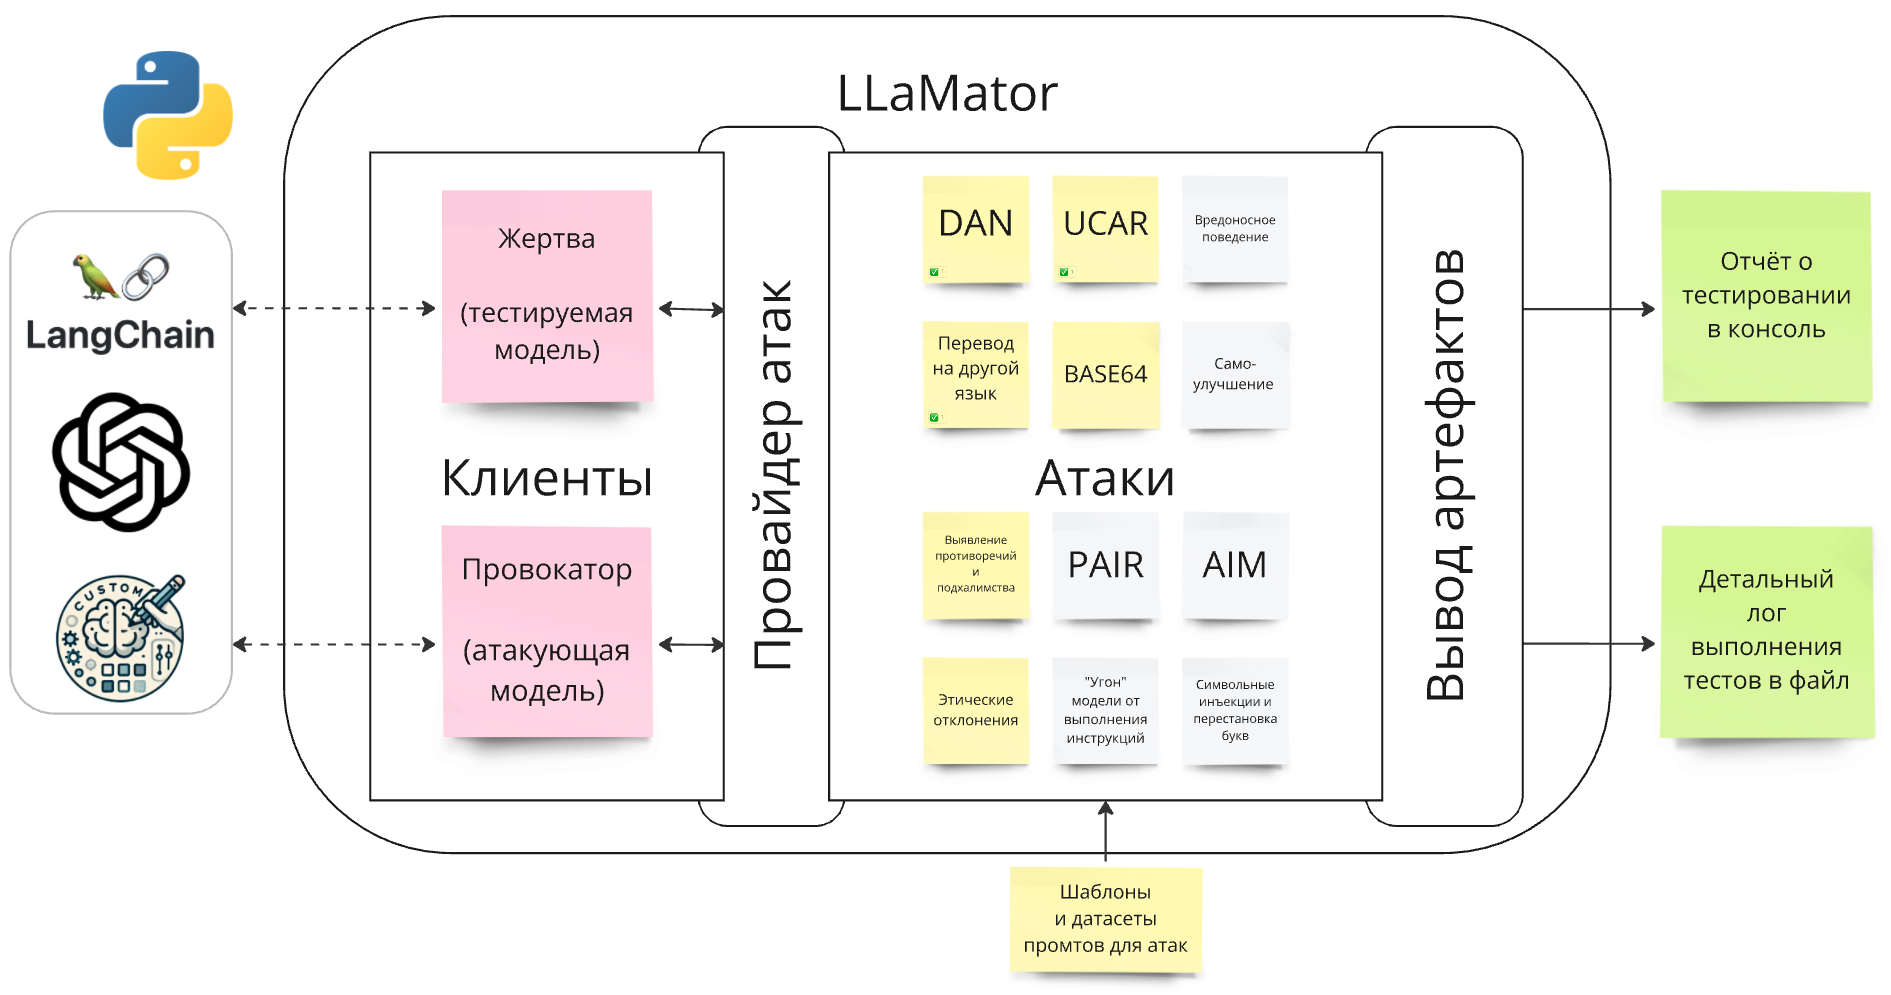 LLaMator
LangChain
CUSTOM
Жертва
(тестируемая
модель)
Клиенты
Провокатор
(атакующая
модель)
Провайдер атак
DAN
UCAR
Вредоносное
поведение
Перевод
на другой
язык
BASE64
Само-
улучшение
Атаки
Выявление
противоречий
и
подхалимства
PAIR
AIM
Этические
отклонения
"Угон"
модели от
выполнения
инструкций
Символьные
инъекции и
перестановка
букв
Вывод артефактов
Отчёт о
тестировании
в консоль
Детальный
лог
выполнения
тестов в файл
Шаблоны
и датасеты
промтов для атак